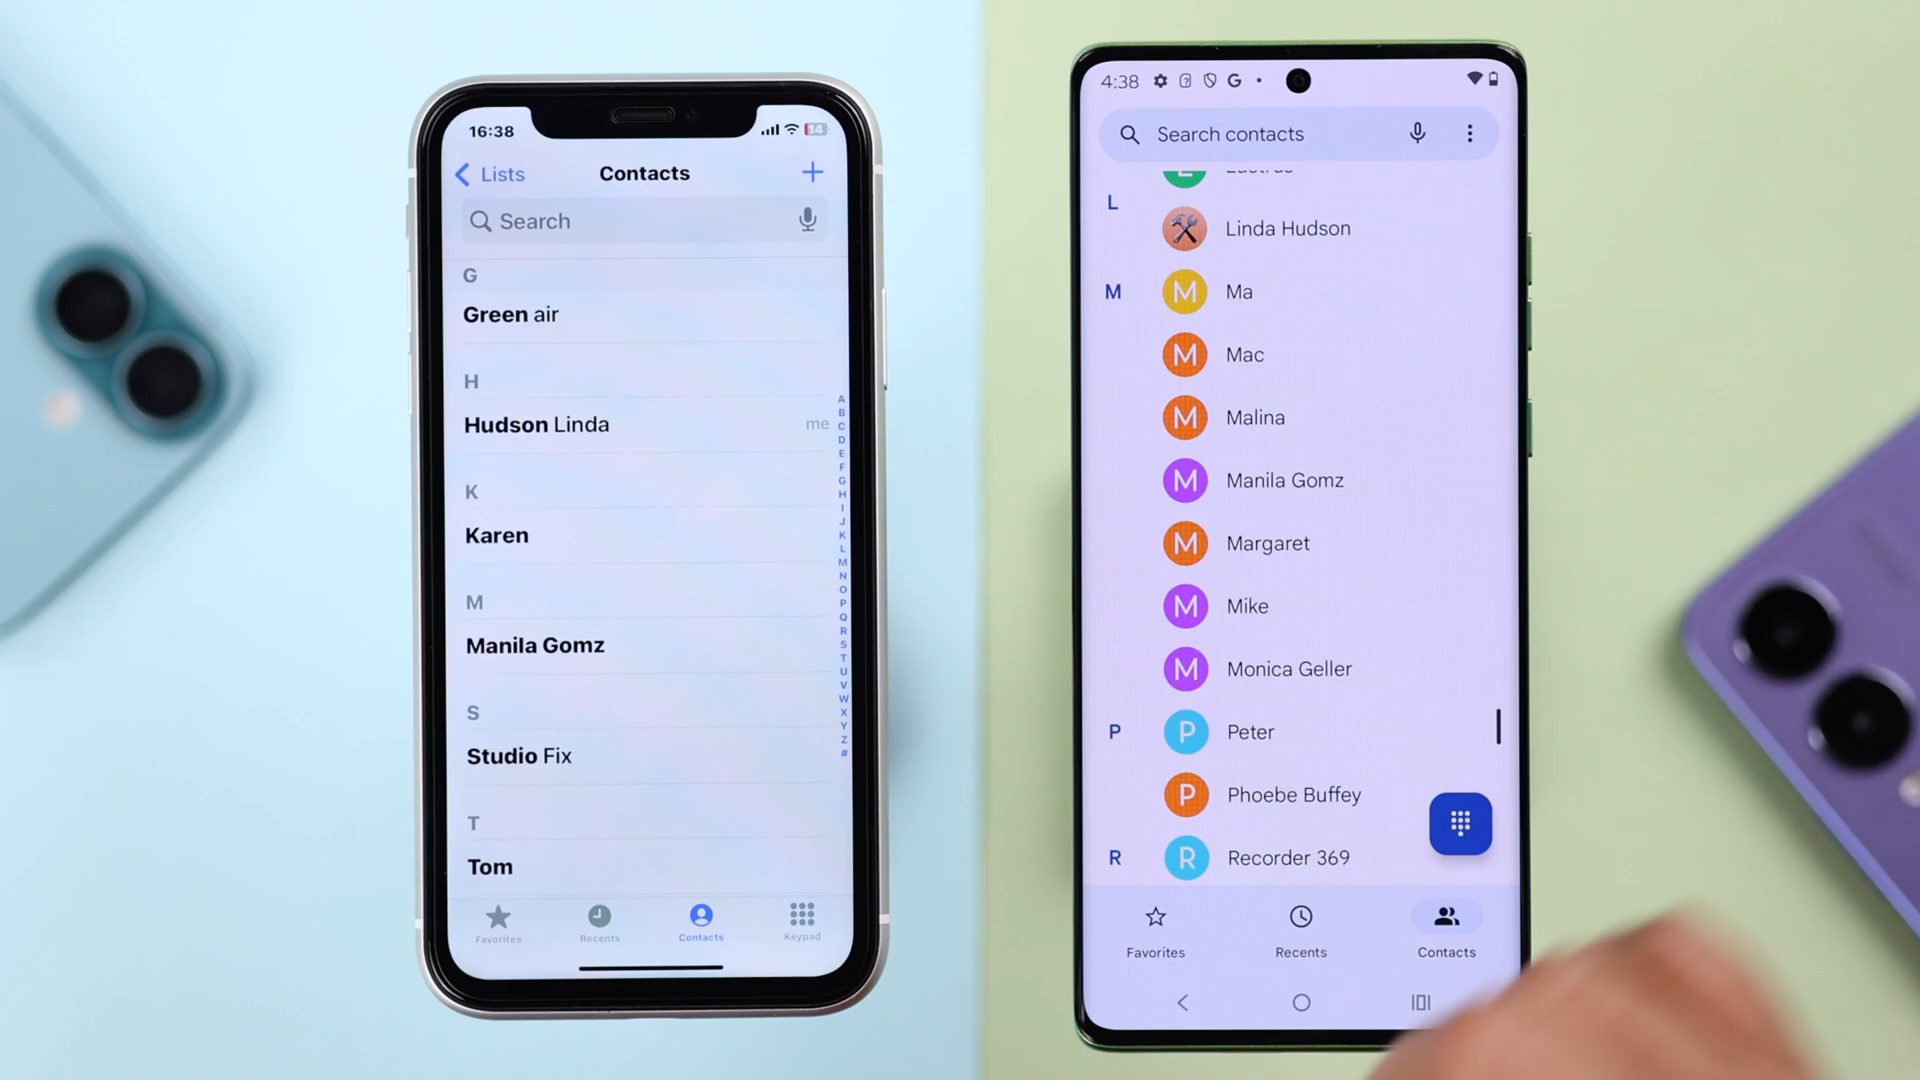 16:38
14
Lists
Contacts
Search
G
Green air
H
Hudson Linda
me
K
Karen
M
Manila Gomz
S
Studio Fix
T
Tom
A
B
C
D
E
F
G
H
I
J
K
L
M
N
O
P
Q
R
S
T
U
V
W
X
Y
Z
#
Favorites
Recents
Contacts
Keypad
4:38
G
Search contacts
L
Linda Hudson
M
M Ma
M Mac
M Malina
M Manila Gomz
M Margaret
M Mike
M Monica Geller
P
P Peter
P Phoebe Buffey
R
R Recorder 369
Favorites
Recents
Contacts